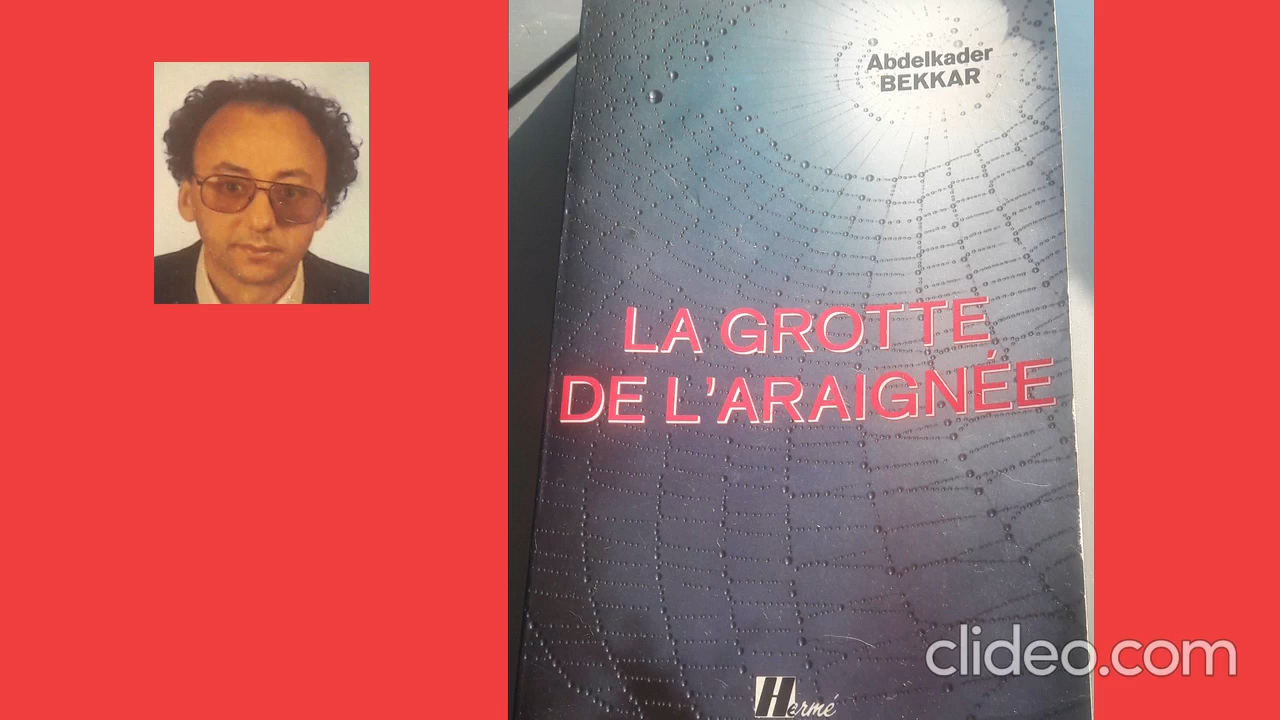 Abdelkader
BEKKAR
LA GROTTE
DE L'ARAIGNÉE
Hermé
clideo.com